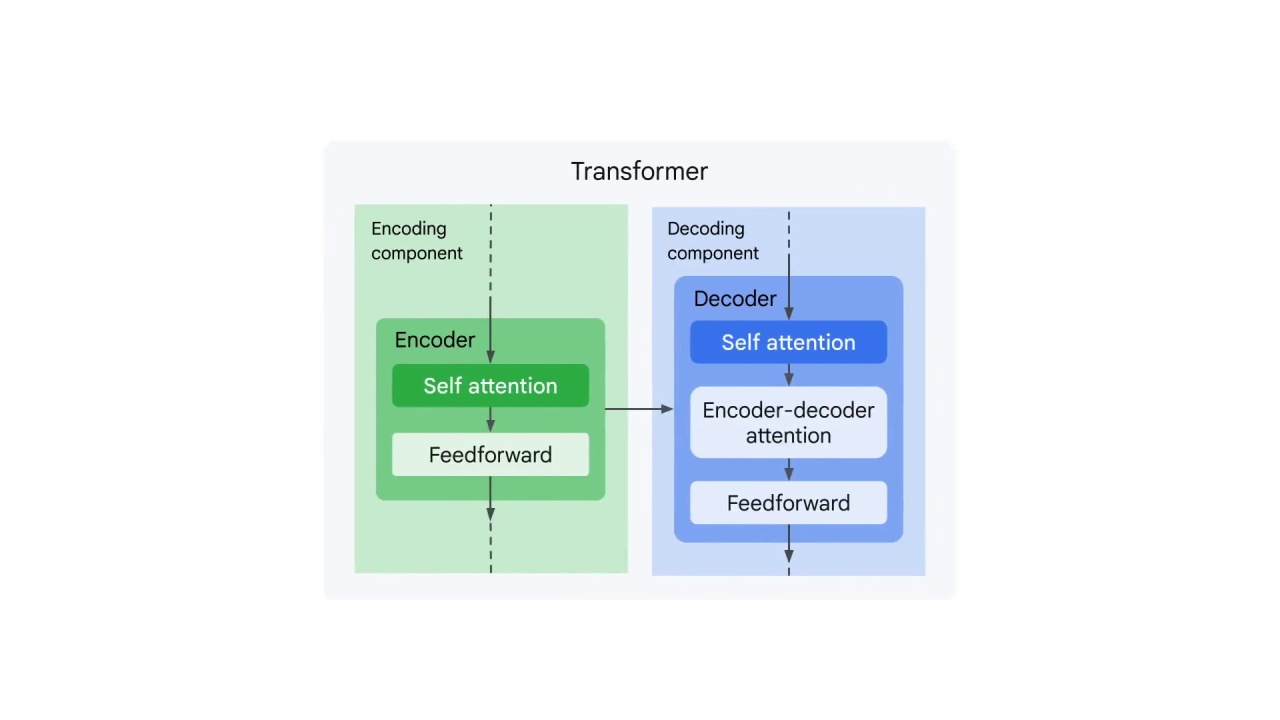 Transformer
Encoding
component
Encoder
Self attention
Feedforward
Decoding
component
Decoder
Self attention
Encoder-decoder
attention
Feedforward